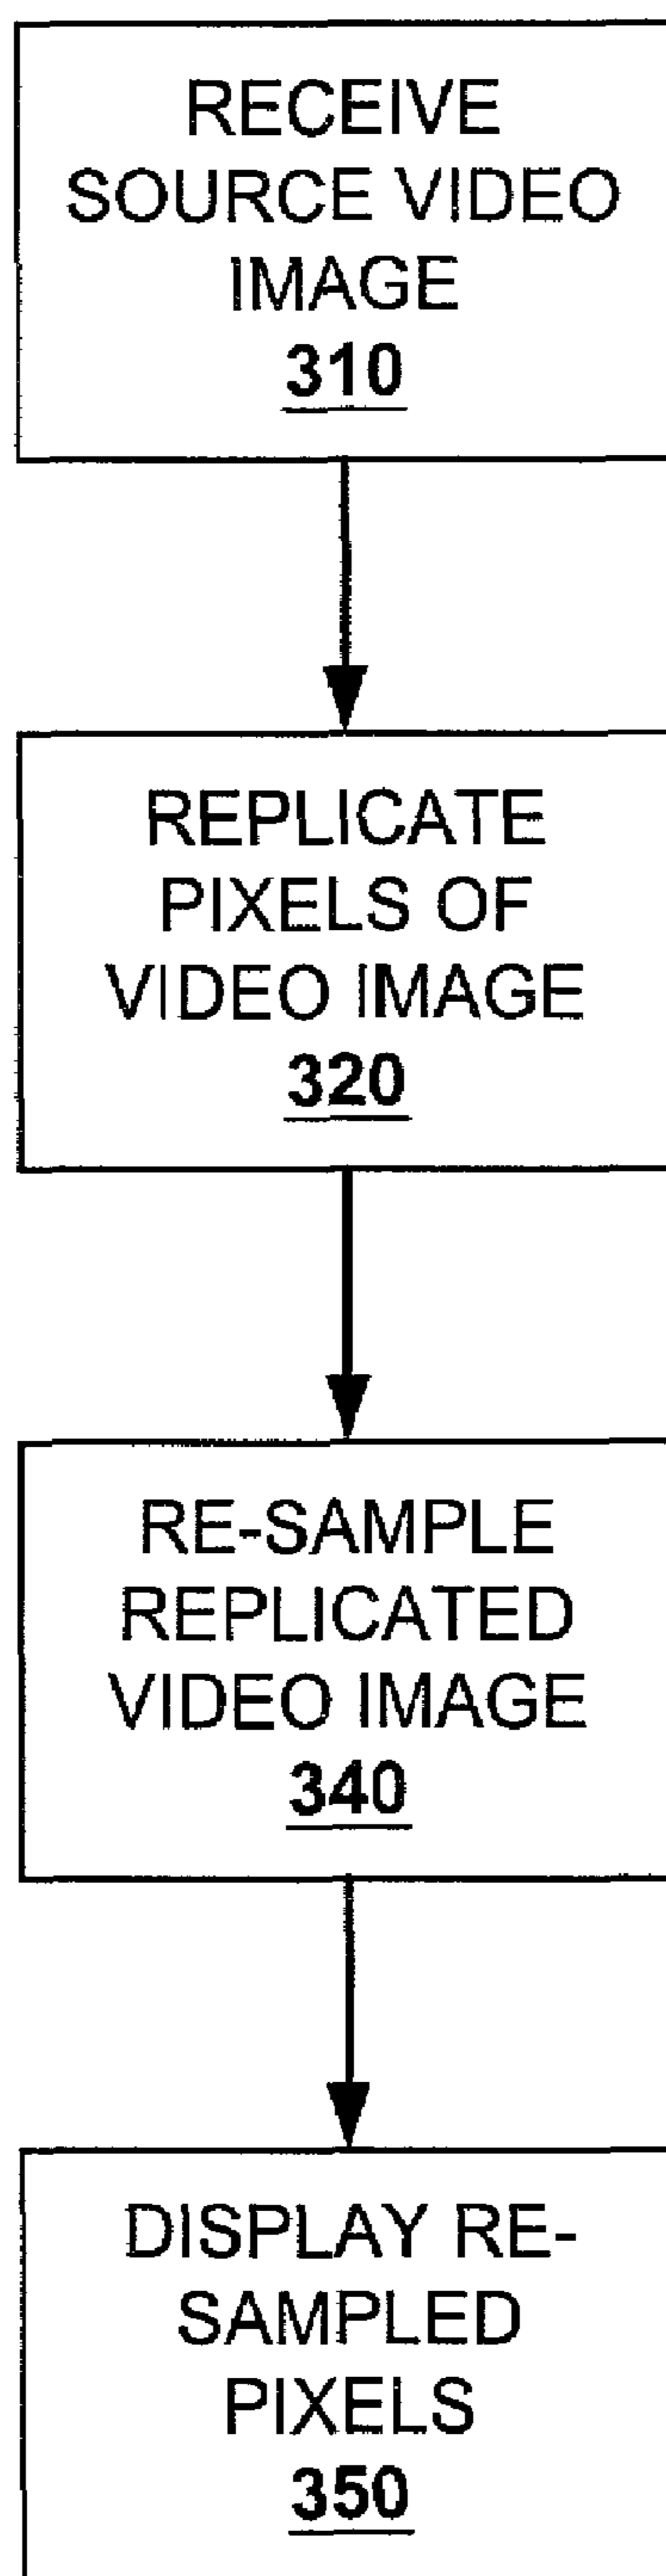 RECEIVE
SOURCE VIDEO
IMAGE
310
REPLICATE
PIXELS OF
VIDEO IMAGE
320
RE-SAMPLE
REPLICATED
VIDEO IMAGE
340
DISPLAY RE-
SAMPLED
PIXELS
350